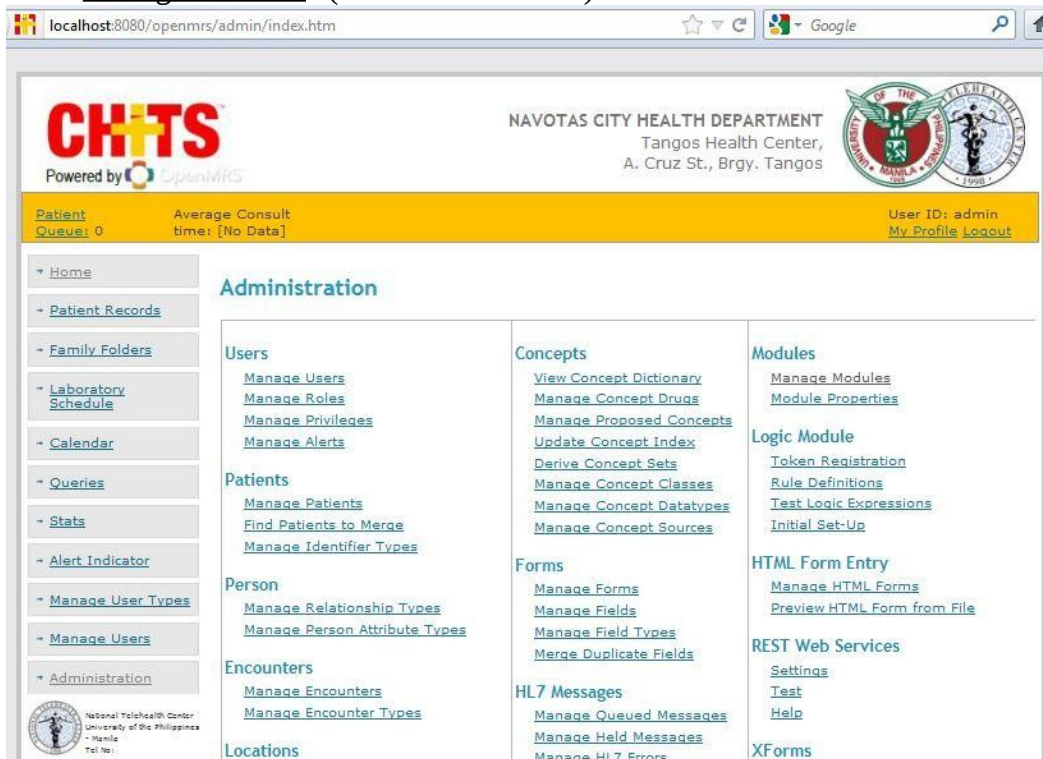 localhost:8080/openmrs/admin/index.htm
Google
CHITS
Powered by OpenMRS
NAVOTAS CITY HEALTH DEPARTMENT
Tangos Health Center,
A. Cruz St., Brgy. Tangos
Patient
Queue: 0
Average Consult
time: [No Data]
User ID: admin
My Profile Logout
Home
Patient Records
Family Folders
Laboratory
Schedule
Calendar
Queries
Stats
Alert Indicator
Manage User Types
Manage Users
Administration
National Telehealth Center
University of the Philippines
- Manila
Tel No:
Administration
Users
Manage Users
Manage Roles
Manage Privileges
Manage Alerts
Patients
Manage Patients
Find Patients to Merge
Manage Identifier Types
Person
Manage Relationship Types
Manage Person Attribute Types
Encounters
Manage Encounters
Manage Encounter Types
Locations
Concepts
View Concept Dictionary
Manage Concept Drugs
Manage Proposed Concepts
Update Concept Index
Derive Concept Sets
Manage Concept Classes
Manage Concept Datatypes
Manage Concept Sources
Forms
Manage Forms
Manage Fields
Manage Field Types
Merge Duplicate Fields
HL7 Messages
Manage Queued Messages
Manage Held Messages
Manage HL7 Errors
Modules
Manage Modules
Module Properties
Logic Module
Token Registration
Rule Definitions
Test Logic Expressions
Initial Set-Up
HTML Form Entry
Manage HTML Forms
Preview HTML Form from File
REST Web Services
Settings
Test
Help
XForms